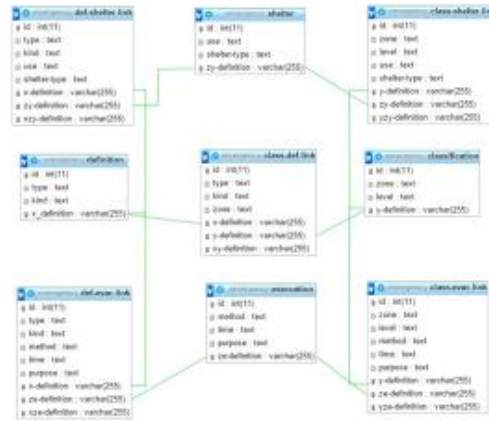 def.shelter.link
id : int(11)
type : text
kind : text
use : text
shelter-type : text
x-definition : varchar(255)
zy-definition : varchar(255)
xzy-definition : varchar(255)
shelter
id : int(11)
use : text
shelter-type : text
zy-definition : varchar(255)
class.shelter
id : int(11)
zone : text
level : text
use : text
shelter-type : text
y-definition : varchar(255)
zy-definition : varchar(255)
yzy-definition : varchar(255)
definition
id : int(11)
type : text
kind : text
x_definition : varchar(255)
class.def.link
id : int(11)
type : text
kind : text
zone : text
x-definition : varchar(255)
y-definition : varchar(255)
xy-definition : varchar(255)
classification
id : int(11)
zone : text
level : text
y-definition : varchar(255)
def.evac.link
id : int(11)
type : text
kind : text
method : text
time : text
purpose : text
x-definition : varchar(255)
ze-definition : varchar(255)
xze-definition : varchar(255)
evacuation
id : int(11)
method : text
time : text
purpose : text
ze-definition : varchar(255)
class.evac.link
id : int(11)
zone : text
level : text
method : text
time : text
purpose : text
y-definition : varchar(255)
ze-definition : varchar(255)
yze-definition : varchar(255)